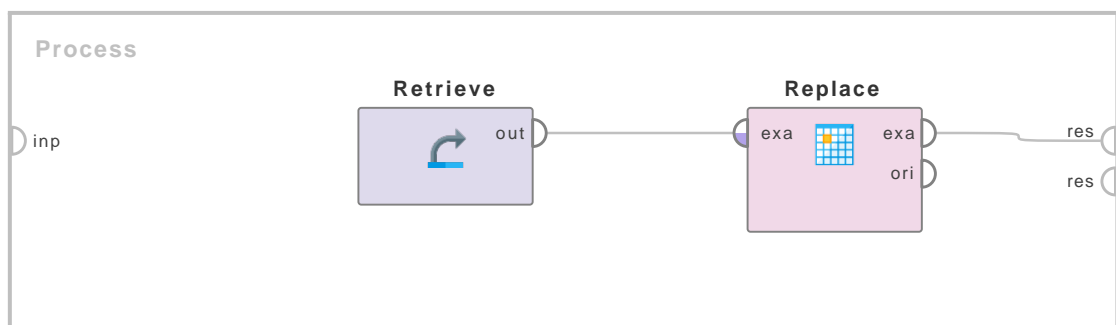 Process
Retrieve
Replace
inp
out
exa
exa
res
ori
res